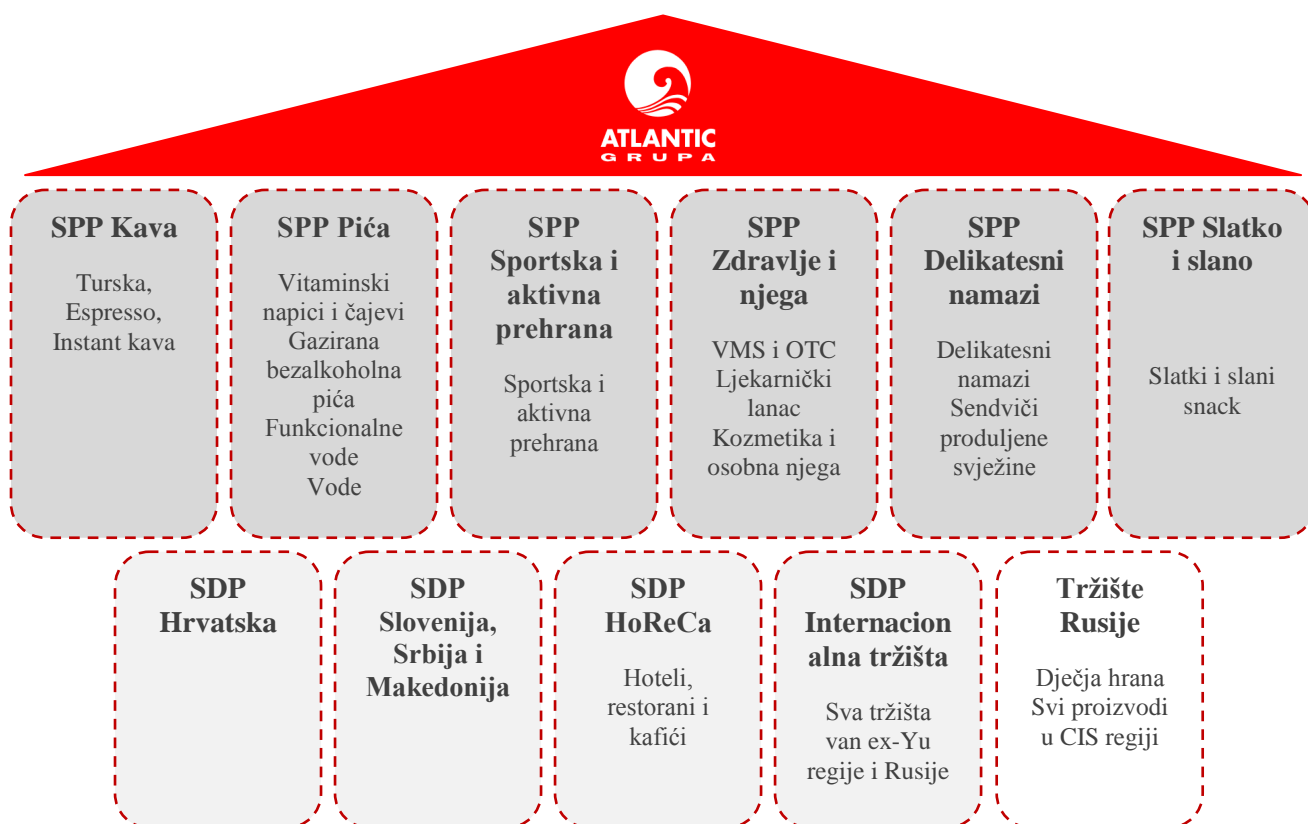 ATLANTIC
GRUPA
SPP Kava
Turska,
Espresso,
Instant kava
SPP Pića
Vitaminski
napici i čajevi
Gazirana
bezalkoholna
pića
Funkcionalne
vode
Vode
SPP
Sportska i
aktivna
prehrana
Sportska i
aktivna
prehrana
SPP
Zdravlje i
njega
VMS i OTC
Ljekarnički
lanac
Kozmetika i
osobna njega
SPP
Delikatesni
namazi
Delikatesni
namazi
Sendviči
produljene
svježine
SPP Slatko
i slano
Slatki i slani
snack
SDP
Hrvatska
SDP
Slovenija,
Srbija i
Makedonija
SDP
HoReCa
Hoteli,
restorani i
kafići
SDP
Internacion
alna tržišta
Sva tržišta
van ex-Yu
regije i Rusije
Tržište
Rusije
Dječja hrana
Svi proizvodi
u CIS regiji